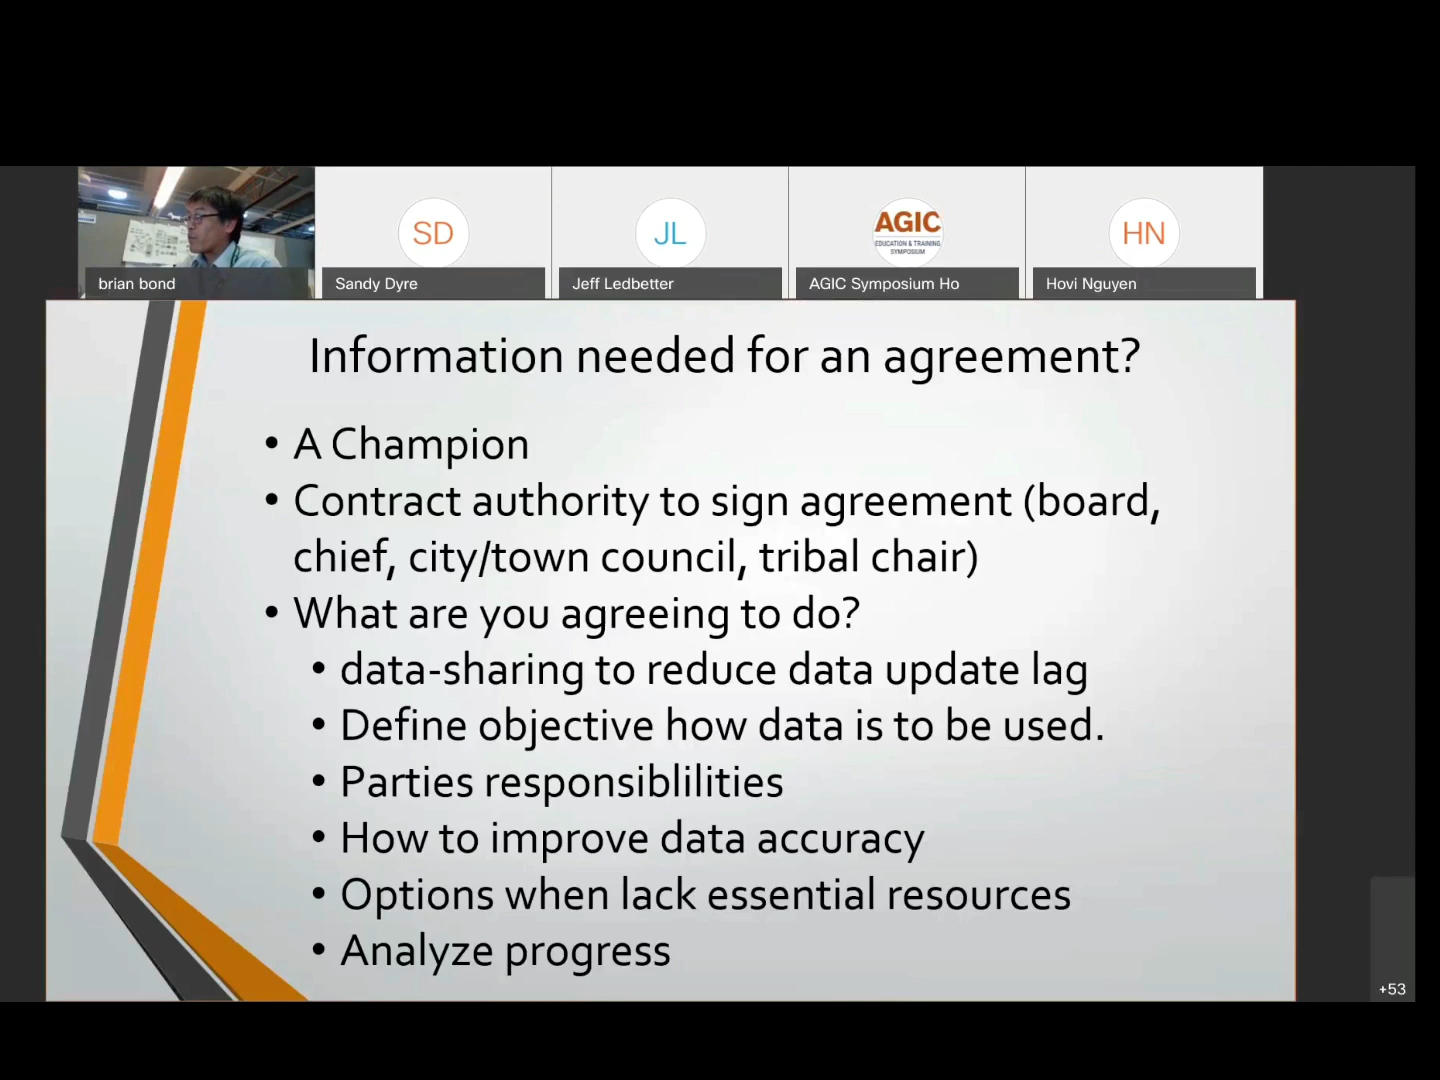 SD
JL
AGIC
EDUCATION & TRAINING
SYMPOSIUM
HN
brian bond
Sandy Dyre
Jeff Ledbetter
AGIC Symposium Ho
Hovi Nguyen
Information needed for an agreement?
• A Champion
• Contract authority to sign agreement (board,
chief, city/town council, tribal chair)
• What are you agreeing to do?
• data-sharing to reduce data update lag
• Define objective how data is to be used.
• Parties responsiblilities
• How to improve data accuracy
• Options when lack essential resources
• Analyze progress
+53